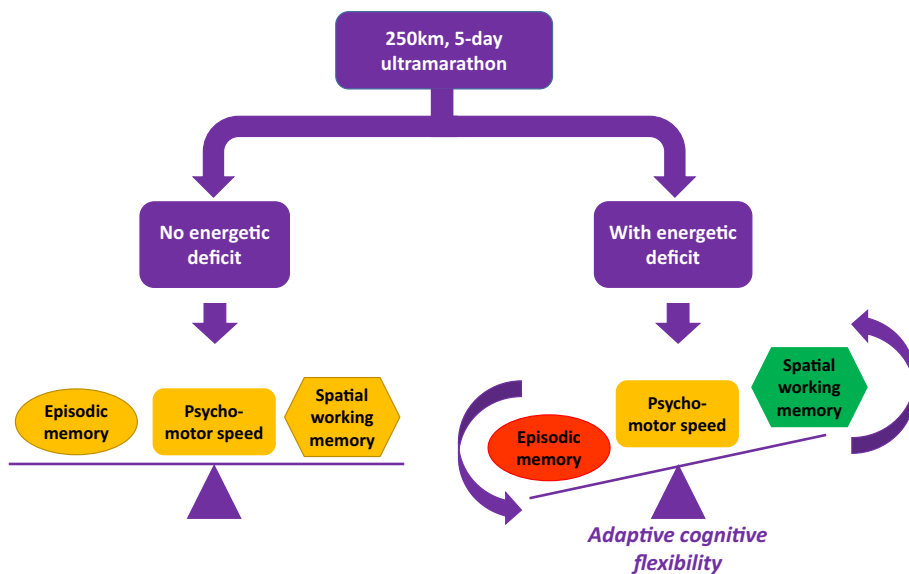 250km, 5-day
ultramarathon
No energetic
deficit
With energetic
deficit
Episodic
memory
Psycho-
motor speed
Spatial
working
memory
Episodic
memory
Psycho-
motor speed
Spatial
working
memory
Adaptive cognitive
flexibility